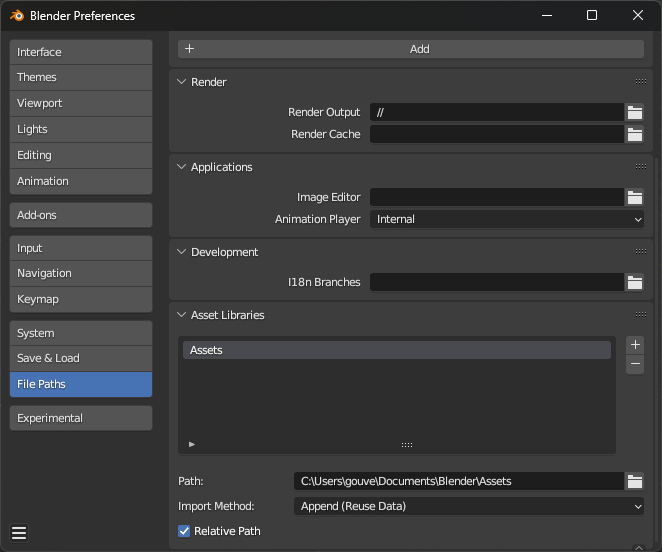 Blender Preferences
Interface
Themes
Viewport
Lights
Editing
Animation
Add-ons
Input
Navigation
Keymap
System
Save & Load
File Paths
Experimental
Add
Render
Render Output //
Render Cache
Applications
Image Editor
Animation Player Internal
Development
I18n Branches
Asset Libraries
Assets
Path: C:\Users\gouve\Documents\Blender\Assets
Import Method: Append (Reuse Data)
Relative Path